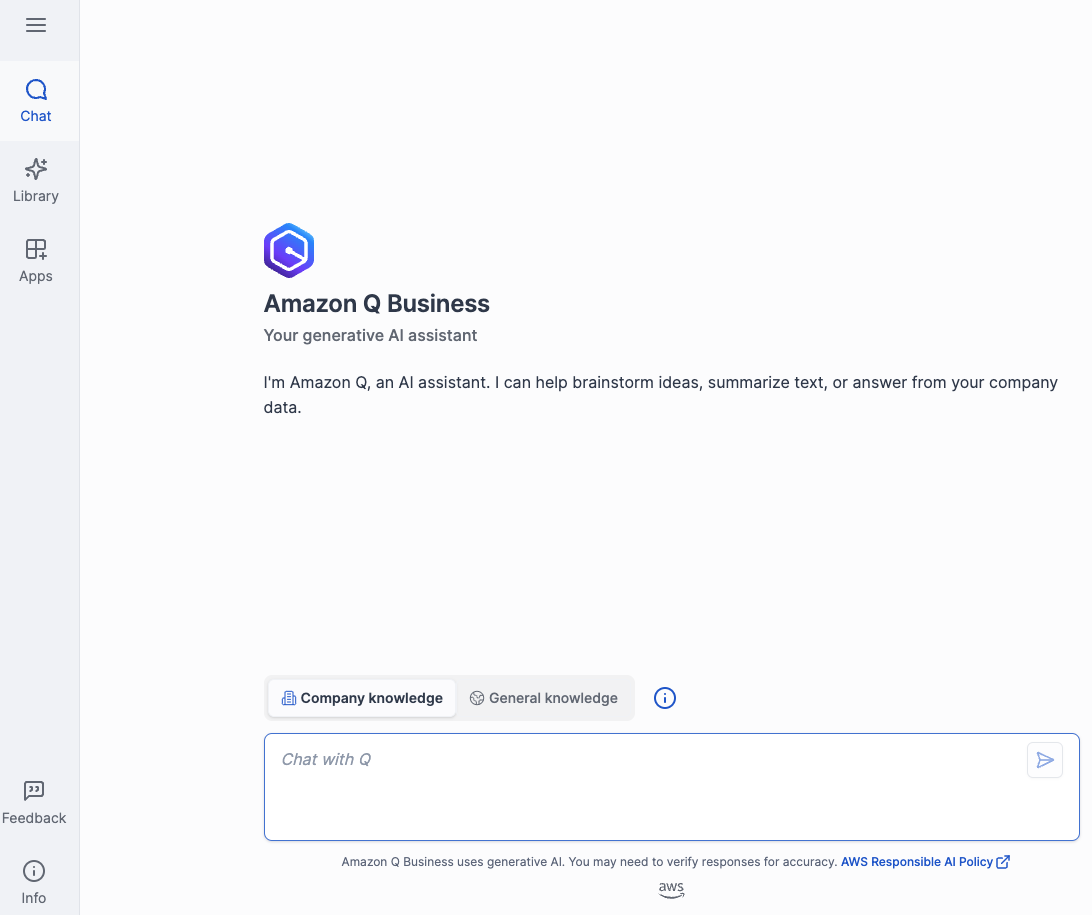 Chat
Library
Apps
Amazon Q Business
Your generative AI assistant
I'm Amazon Q, an AI assistant. I can help brainstorm ideas, summarize text, or answer from your company
data.
Company knowledge
General knowledge
Chat with Q
Feedback
Info
Amazon Q Business uses generative AI. You may need to verify responses for accuracy. AWS Responsible AI Policy
aws